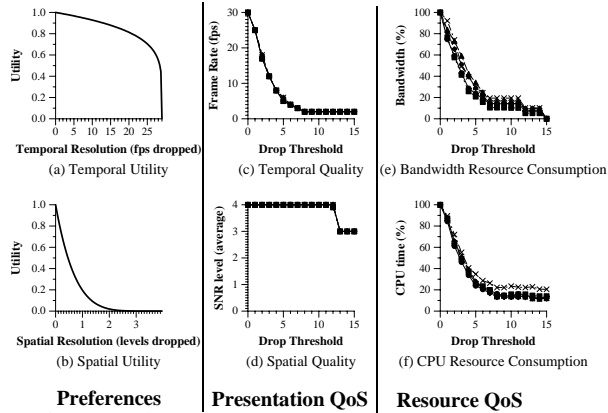 1.0
0.8
0.6
0.4
0.2
0.0
Utility
0 5 10 15 20 25
Temporal Resolution (fps dropped)
(a) Temporal Utility
30
20
10
0
Frame Rate (fps)
0 5 10 15
Drop Threshold
(c) Temporal Quality
100
80
60
40
20
0
Bandwidth (%)
0 5 10 15
Drop Threshold
(e) Bandwidth Resource Consumption
1.0
0.8
0.6
0.4
0.2
0.0
Utility
0 1 2 3
Spatial Resolution (levels dropped)
(b) Spatial Utility
4
3
2
1
0
SNR level (average)
0 5 10 15
Drop Threshold
(d) Spatial Quality
100
80
60
40
20
0
CPU time (%)
0 5 10 15
Drop Threshold
(f) CPU Resource Consumption
Preferences
Presentation QoS
Resource QoS